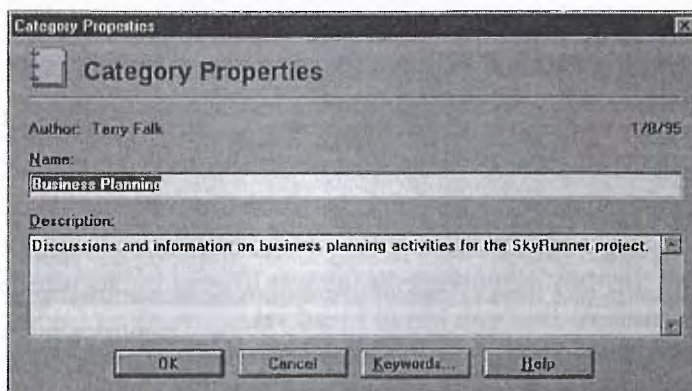 Category Properties
Category Properties
Author: Terry Falk 1/8/95
Name:
Business Planning
Description:
Discussions and information on business planning activities for the SkyRunner project.
OK Cancel Keywords... Help